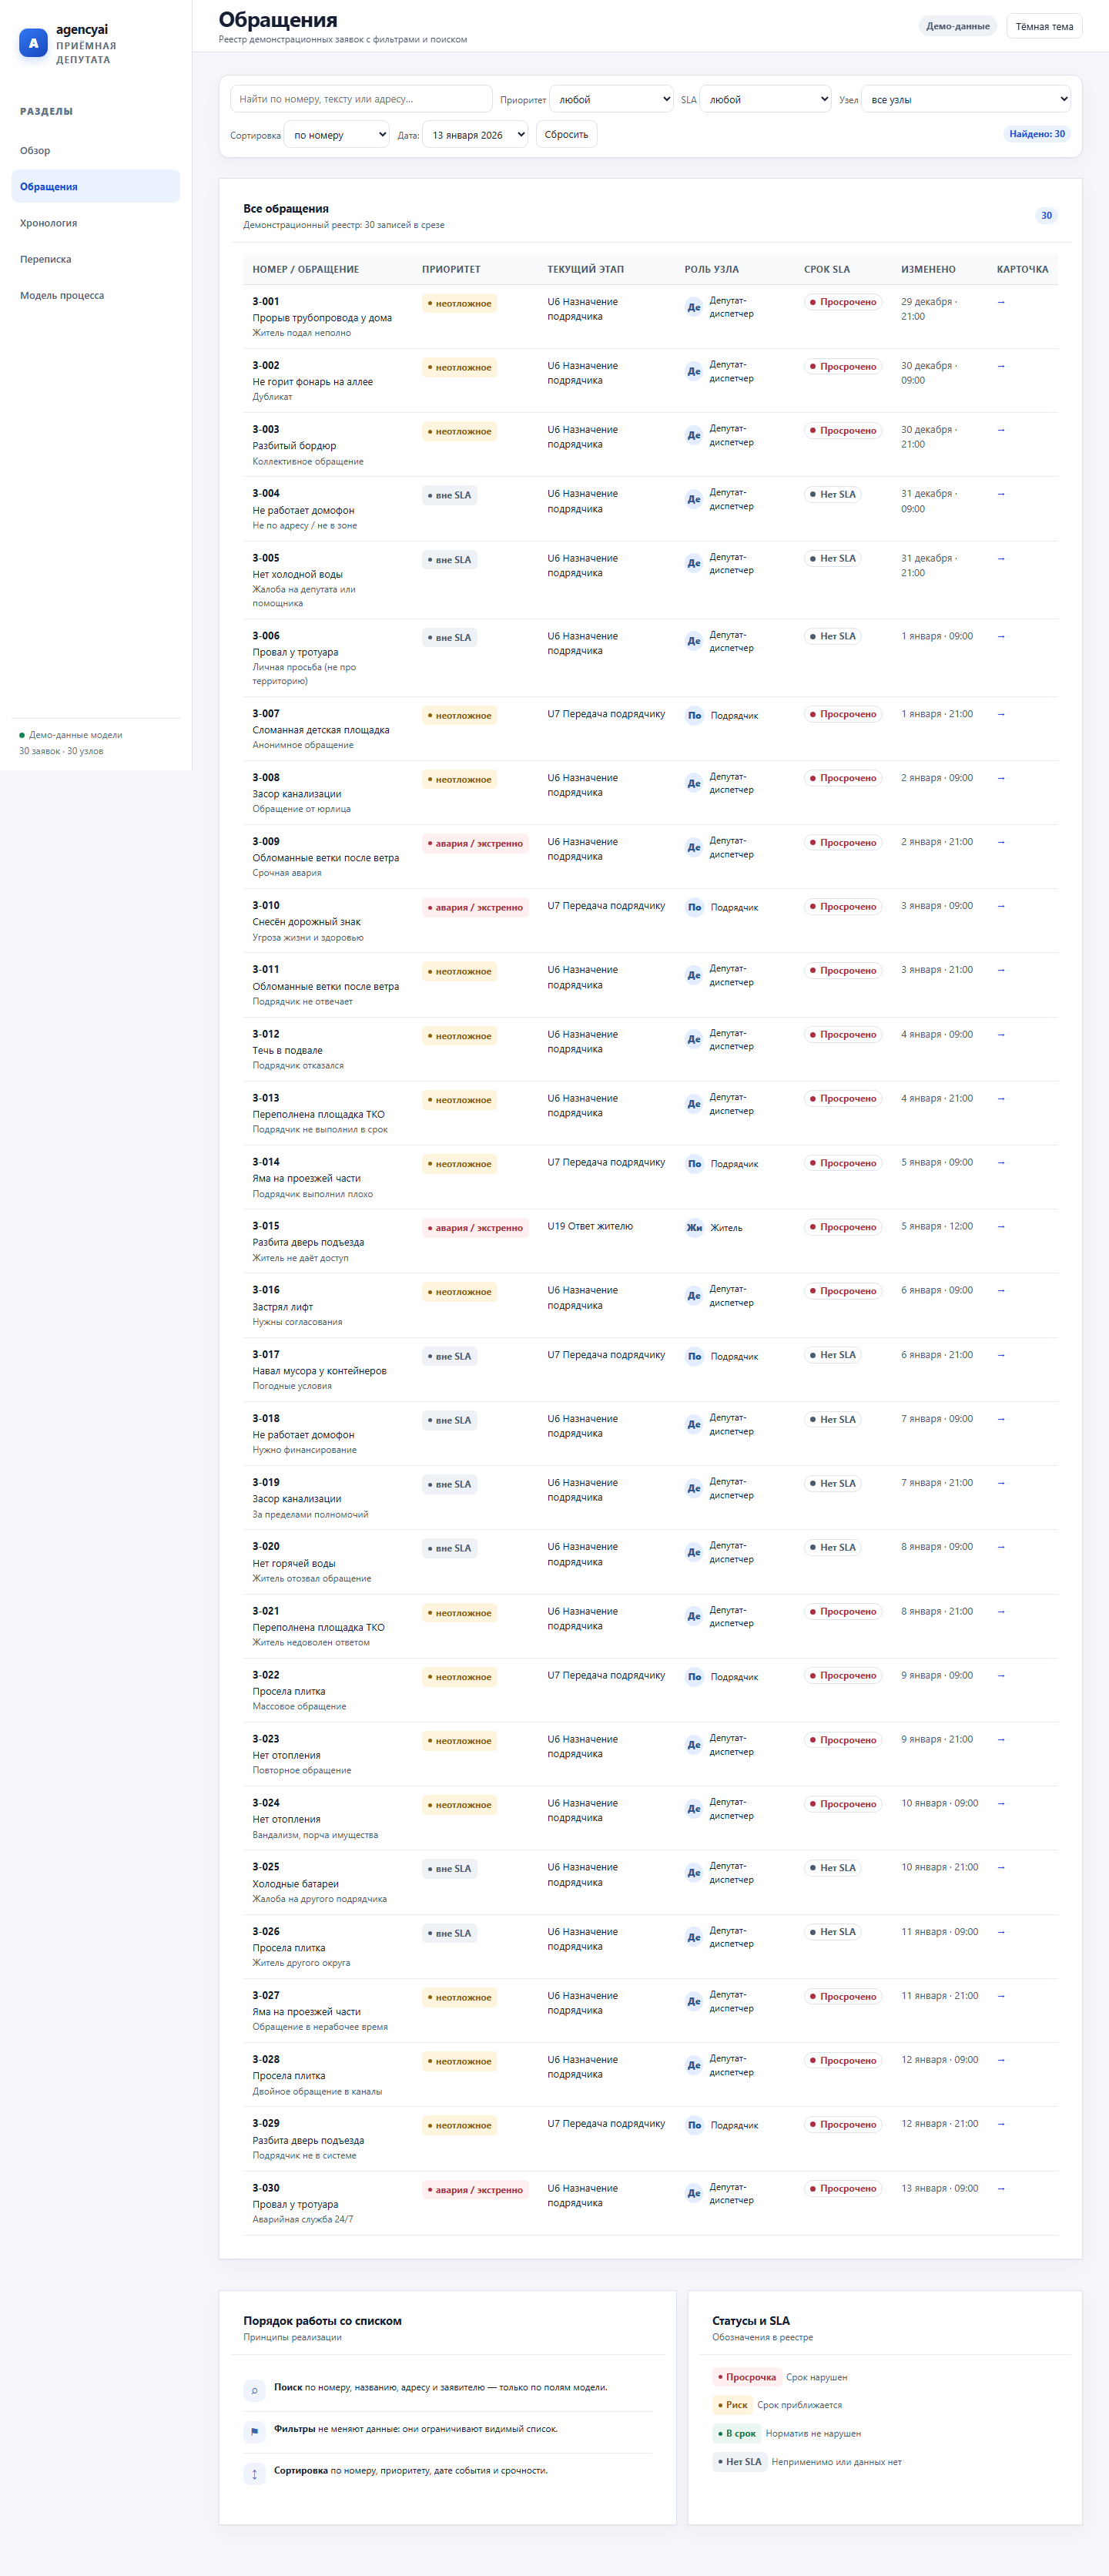 A
agencyai
ПРИЁМНАЯ
ДЕПУТАТА
РАЗДЕЛЫ
Обзор
Обращения
Хронология
Переписка
Модель процесса
Демо-данные модели
30 заявок · 30 узлов
Обращения
Реестр демонстрационных заявок с фильтрами и поиском
Демо-данные
Тёмная тема
Найти по номеру, тексту или адресу...
Приоритет любой
SLA любой
Узел все узлы
Сортировка по номеру
Дата: 13 января 2026
Сбросить
Найдено: 30
Все обращения
Демонстрационный реестр: 30 записей в срезе
30
НОМЕР / ОБРАЩЕНИЕ ПРИОРИТЕТ ТЕКУЩИЙ ЭТАП РОЛЬ УЗЛА СРОК SLA ИЗМЕНЕНО КАРТОЧКА
З-001
Прорыв трубопровода у дома
Житель подал неполно
неотложное
U6 Назначение
подрядчика
Де
Депутат-
диспетчер
Просрочено
29 декабря ·
21:00
→
З-002
Не горит фонарь на аллее
Дубликат
неотложное
U6 Назначение
подрядчика
Де
Депутат-
диспетчер
Просрочено
30 декабря ·
09:00
→
З-003
Разбитый бордюр
Коллективное обращение
неотложное
U6 Назначение
подрядчика
Де
Депутат-
диспетчер
Просрочено
30 декабря ·
21:00
→
З-004
Не работает домофон
Не по адресу / не в зоне
вне SLA
U6 Назначение
подрядчика
Де
Депутат-
диспетчер
Нет SLA
31 декабря ·
09:00
→
З-005
Нет холодной воды
Жалоба на депутата или
помощника
вне SLA
U6 Назначение
подрядчика
Де
Депутат-
диспетчер
Нет SLA
31 декабря ·
21:00
→
З-006
Провал у тротуара
Личная просьба (не про
территорию)
вне SLA
U6 Назначение
подрядчика
Де
Депутат-
диспетчер
Нет SLA
1 января · 09:00
→
З-007
Сломанная детская площадка
Анонимное обращение
неотложное
U7 Передача подрядчику
По
Подрядчик
Просрочено
1 января · 21:00
→
З-008
Засор канализации
Обращение от юрлица
неотложное
U6 Назначение
подрядчика
Де
Депутат-
диспетчер
Просрочено
2 января · 09:00
→
З-009
Обломанные ветки после ветра
Срочная авария
авария / экстренно
U6 Назначение
подрядчика
Де
Депутат-
диспетчер
Просрочено
2 января · 21:00
→
З-010
Снесён дорожный знак
Угроза жизни и здоровью
авария / экстренно
U7 Передача подрядчику
По
Подрядчик
Просрочено
3 января · 09:00
→
З-011
Обломанные ветки после ветра
Подрядчик не отвечает
неотложное
U6 Назначение
подрядчика
Де
Депутат-
диспетчер
Просрочено
3 января · 21:00
→
З-012
Течь в подвале
Подрядчик отказался
неотложное
U6 Назначение
подрядчика
Де
Депутат-
диспетчер
Просрочено
4 января · 09:00
→
З-013
Переполнена площадка ТКО
Подрядчик не выполнил в срок
неотложное
U6 Назначение
подрядчика
Де
Депутат-
диспетчер
Просрочено
4 января · 21:00
→
З-014
Яма на проезжей части
Подрядчик выполнил плохо
неотложное
U7 Передача подрядчику
По
Подрядчик
Просрочено
5 января · 09:00
→
З-015
Разбита дверь подъезда
Житель не даёт доступ
авария / экстренно
U19 Ответ жителю
Жи
Житель
Просрочено
5 января · 12:00
→
З-016
Застрял лифт
Нужны согласования
неотложное
U6 Назначение
подрядчика
Де
Депутат-
диспетчер
Просрочено
6 января · 09:00
→
З-017
Навал мусора у контейнеров
Погодные условия
вне SLA
U7 Передача подрядчику
По
Подрядчик
Нет SLA
6 января · 21:00
→
З-018
Не работает домофон
Нужно финансирование
вне SLA
U6 Назначение
подрядчика
Де
Депутат-
диспетчер
Нет SLA
7 января · 09:00
→
З-019
Засор канализации
За пределами полномочий
вне SLA
U6 Назначение
подрядчика
Де
Депутат-
диспетчер
Нет SLA
7 января · 21:00
→
З-020
Нет горячей воды
Житель отозвал обращение
вне SLA
U6 Назначение
подрядчика
Де
Депутат-
диспетчер
Нет SLA
8 января · 09:00
→
З-021
Переполнена площадка ТКО
Житель недоволен ответом
неотложное
U6 Назначение
подрядчика
Де
Депутат-
диспетчер
Просрочено
8 января · 21:00
→
З-022
Просела плитка
Массовое обращение
неотложное
U7 Передача подрядчику
По
Подрядчик
Просрочено
9 января · 09:00
→
З-023
Нет отопления
Повторное обращение
неотложное
U6 Назначение
подрядчика
Де
Депутат-
диспетчер
Просрочено
9 января · 21:00
→
З-024
Нет отопления
Вандализм, порча имущества
неотложное
U6 Назначение
подрядчика
Де
Депутат-
диспетчер
Просрочено
10 января · 09:00
→
З-025
Холодные батареи
Жалоба на другого подрядчика
вне SLA
U6 Назначение
подрядчика
Де
Депутат-
диспетчер
Нет SLA
10 января · 21:00
→
З-026
Просела плитка
Житель другого округа
вне SLA
U6 Назначение
подрядчика
Де
Депутат-
диспетчер
Нет SLA
11 января · 09:00
→
З-027
Яма на проезжей части
Обращение в нерабочее время
неотложное
U6 Назначение
подрядчика
Де
Депутат-
диспетчер
Просрочено
11 января · 21:00
→
З-028
Просела плитка
Двойное обращение в каналы
неотложное
U6 Назначение
подрядчика
Де
Депутат-
диспетчер
Просрочено
12 января · 09:00
→
З-029
Разбита дверь подъезда
Подрядчик не в системе
неотложное
U7 Передача подрядчику
По
Подрядчик
Просрочено
12 января · 21:00
→
З-030
Провал у тротуара
Аварийная служба 24/7
авария / экстренно
U6 Назначение
подрядчика
Де
Депутат-
диспетчер
Просрочено
13 января · 09:00
→
Порядок работы со списком
Принципы реализации
Поиск по номеру, названию, адресу и заявителю — только по полям модели.
Фильтры не меняют данные: они ограничивают видимый список.
Сортировка по номеру, приоритету, дате события и срочности.
Статусы и SLA
Обозначения в реестре
Просрочка Срок нарушен
Риск Срок приближается
В срок Норматив не нарушен
Нет SLA Неприменимо или данных нет